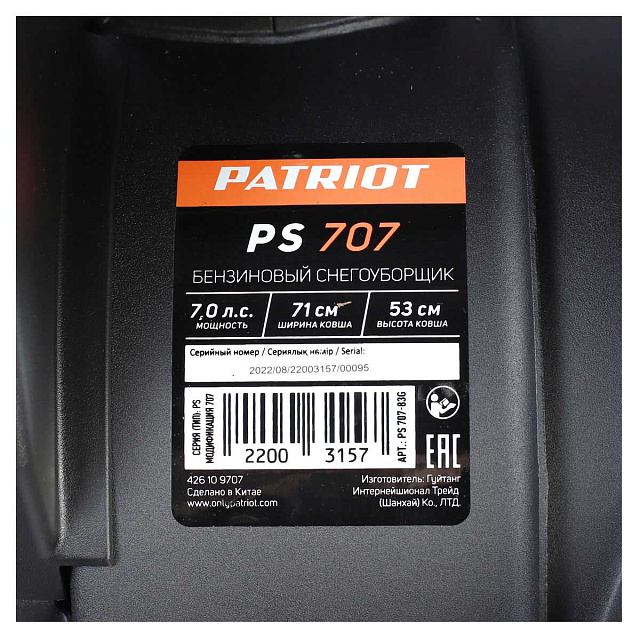 PATRIOT
PS 707
БЕНЗИНОВЫЙ СНЕГОУБОРЩИК
7,0 л.с. 71 см 53 см
МОЩНОСТЬ ШИРИНА КОВША ВЫСОТА КОВША
Серийный номер / Сериялық нөмір / Serial:
2022/08/22003157/00095
СЕРИЯ (ТИП): PS
МОДИФИКАЦИЯ 707
2200 3157
АРТ.: PS 707-83G
EAC
426 10 9707
Сделано в Китае
www.onlypatriot.com
Изготовитель: Гуйтанг
Интернейшионал Трейд
(Шанхай) Ко., ЛТД.